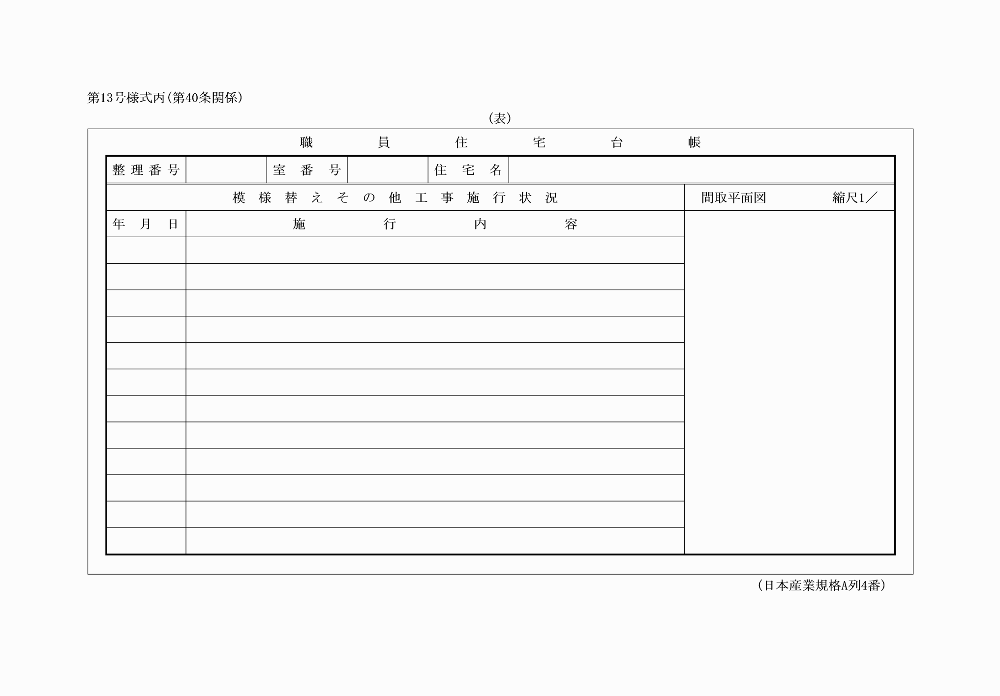 第13号様式丙(第40条関係)
(表)
職員住宅台帳
整理番号 室番号 住宅名
模様替えその他工事施行状況 間取平面図 縮尺1／
年月日 施行内容
(日本産業規格A列4番)